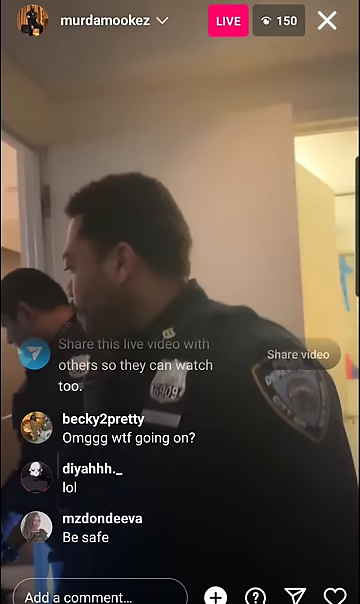 murdamookez
LIVE
150
Share this live video with
others so they can watch
too.
Share video
becky2pretty
Omggg wtf going on?
diyahhh._
lol
mzdondeeva
Be safe
Add a comment...